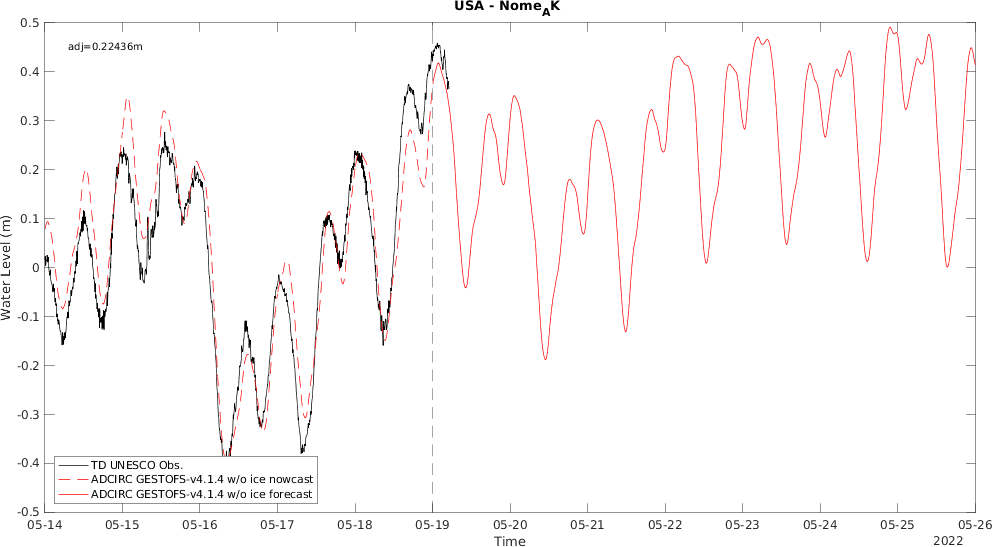 USA - NomeAK
adj=0.22436m
0.5
0.4
0.3
0.2
0.1
0
-0.1
-0.2
-0.3
-0.4
-0.5
Water Level (m)
TD UNESCO Obs.
ADCIRC GESTOFS-v4.1.4 w/o ice nowcast
ADCIRC GESTOFS-v4.1.4 w/o ice forecast
05-14 05-15 05-16 05-17 05-18 05-19 05-20 05-21 05-22 05-23 05-24 05-25 05-26
Time
2022